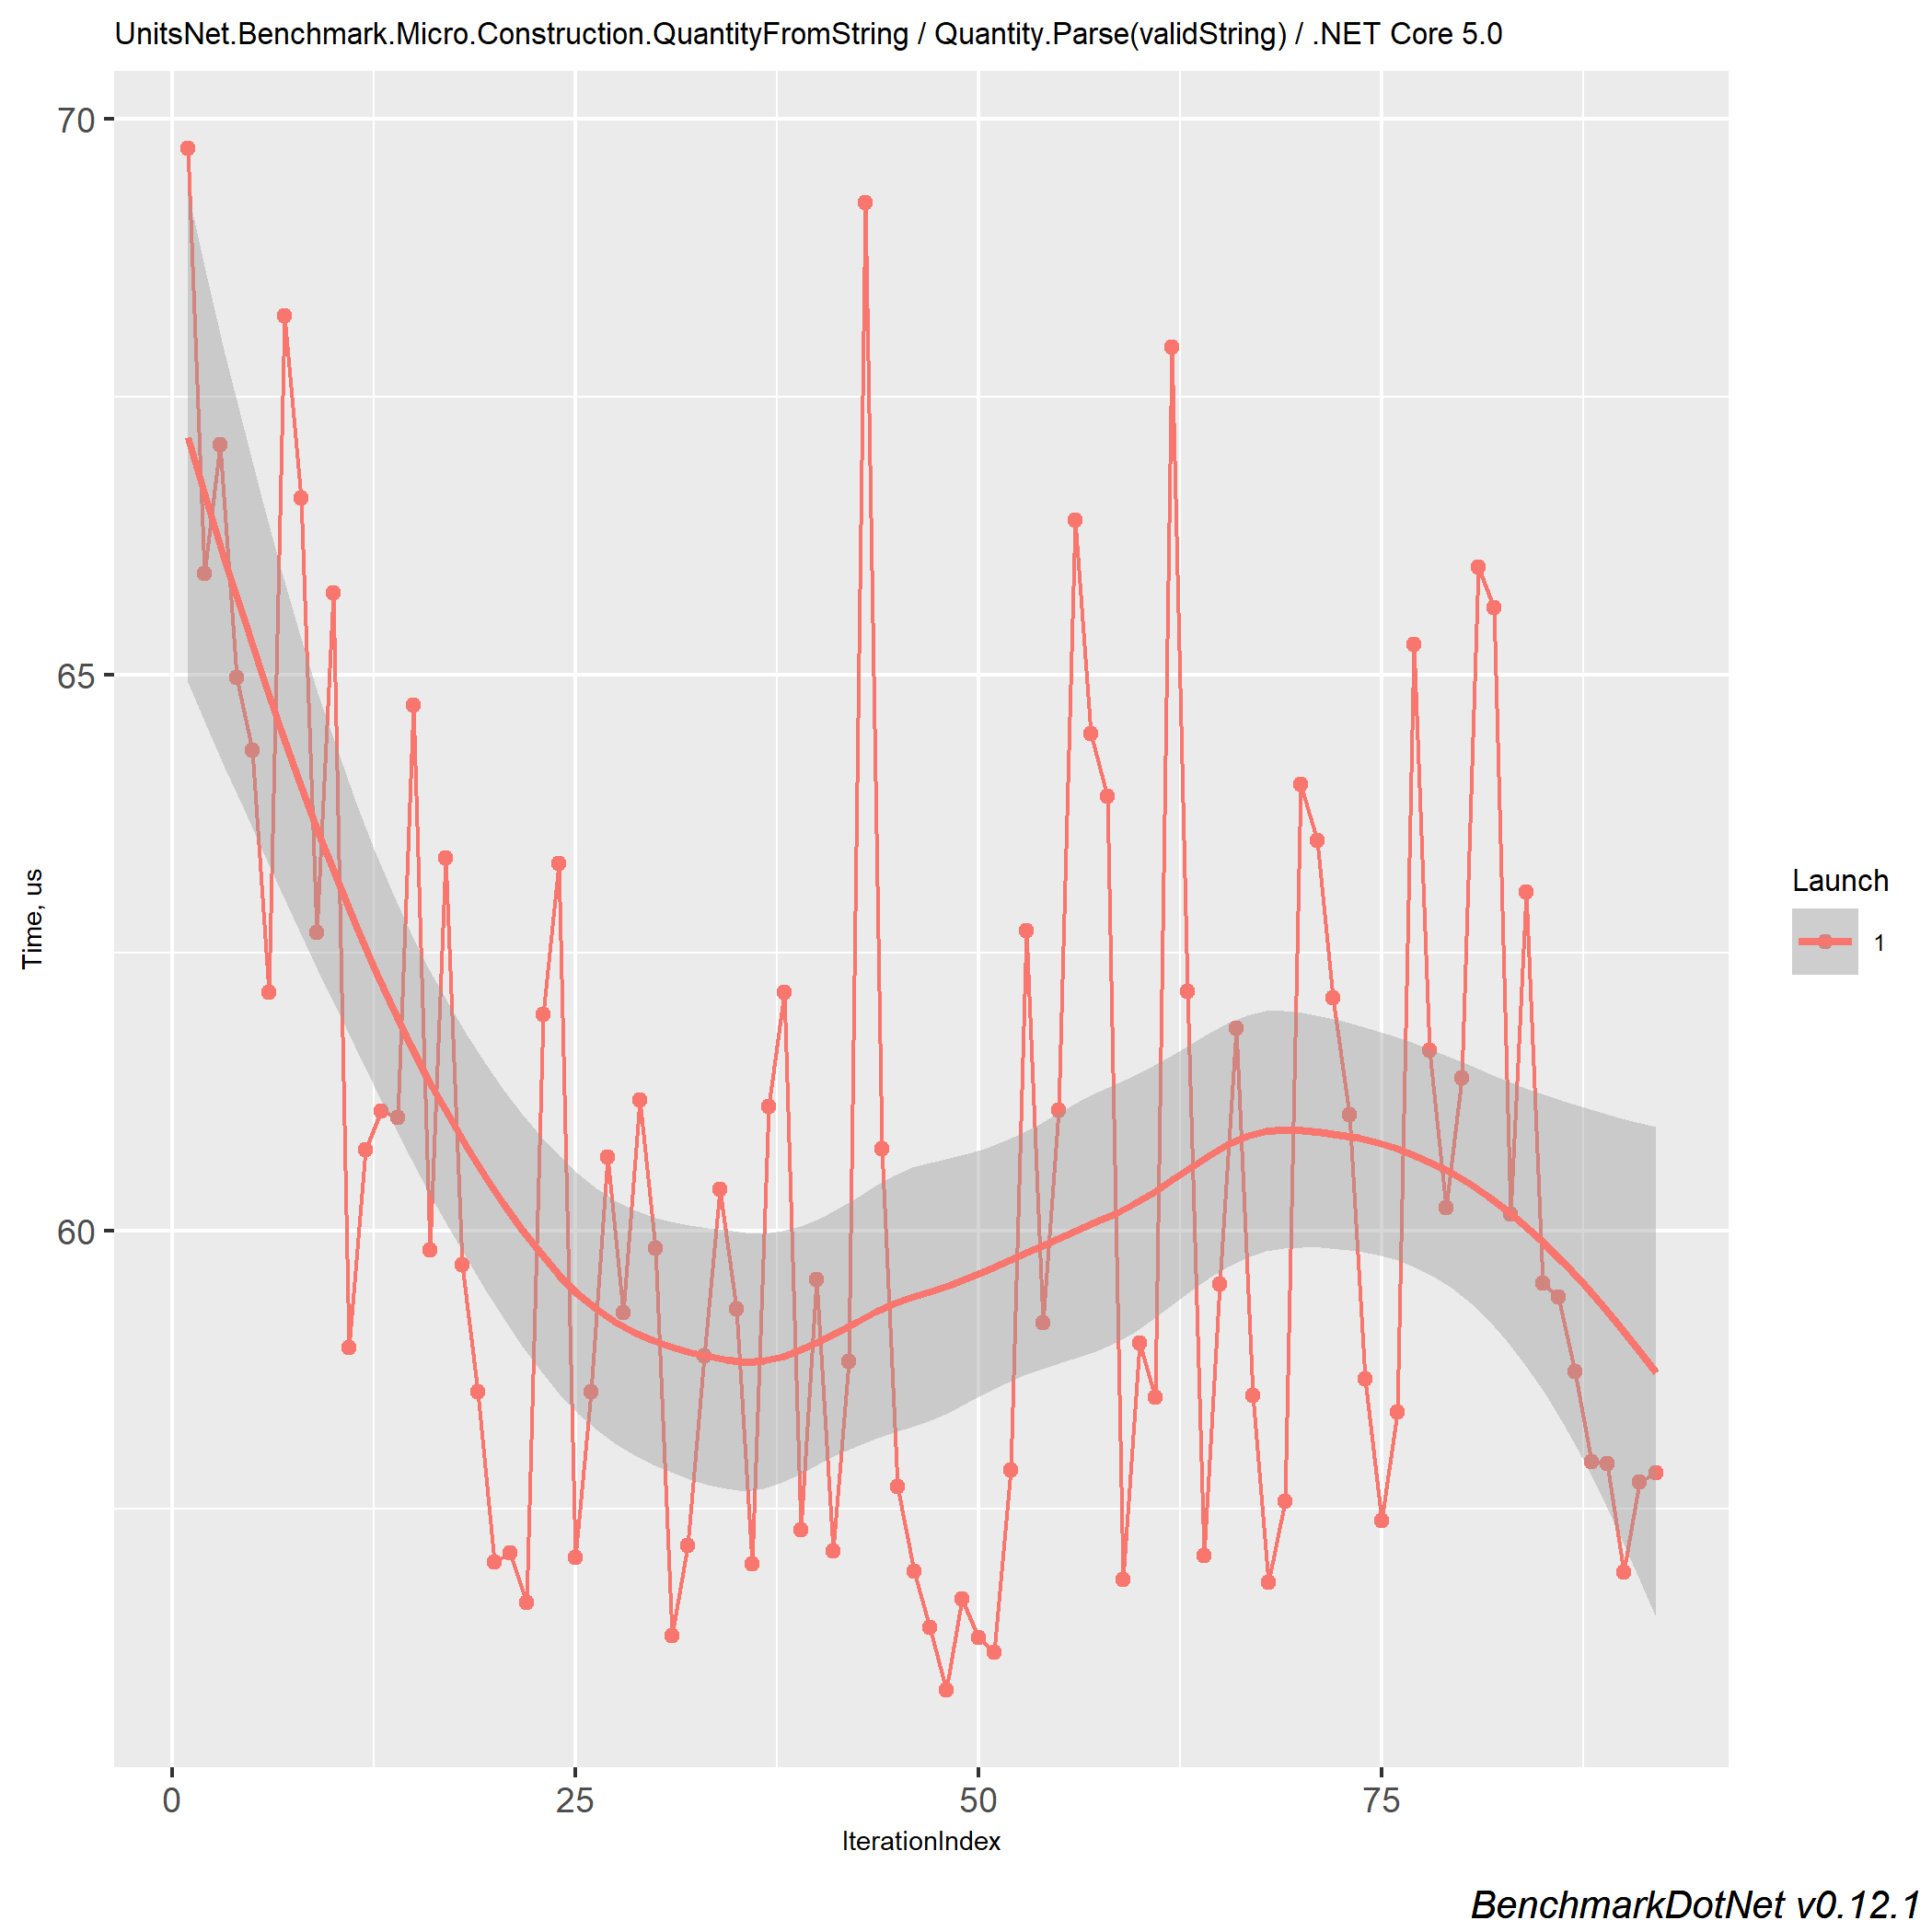 UnitsNet.Benchmark.Micro.Construction.QuantityFromString / Quantity.Parse(validString) / .NET Core 5.0
70
65
60
Time, us
0 25 50 75
IterationIndex
Launch
1
BenchmarkDotNet v0.12.1